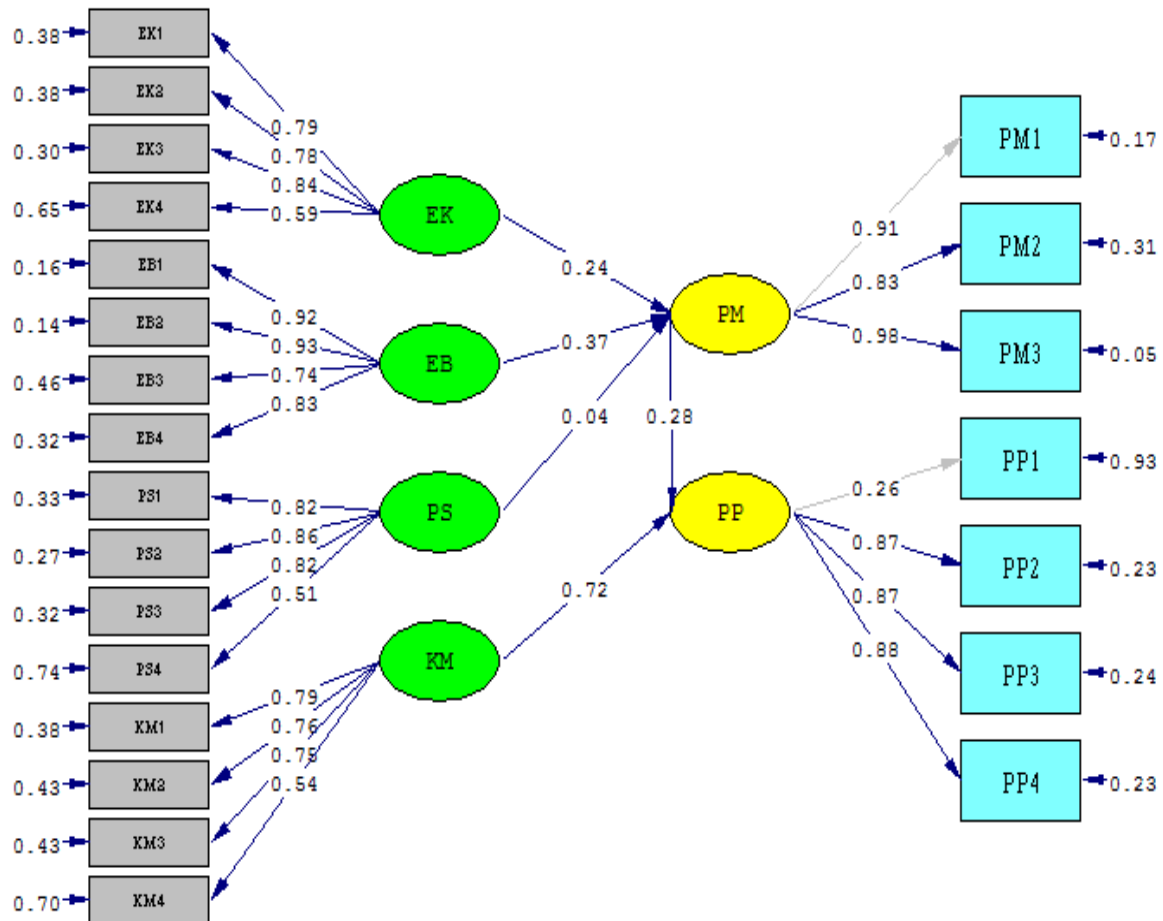 0.38 EK1
0.38 EK2
0.30 EK3
0.65 EK4
0.16 EB1
0.14 EB2
0.46 EB3
0.32 EB4
0.33 PS1
0.27 PS2
0.32 PS3
0.74 PS4
0.38 KM1
0.43 KM2
0.43 KM3
0.70 KM4
0.79
0.78
0.84
0.59
0.92
0.93
0.74
0.83
0.82
0.86
0.82
0.51
0.79
0.76
0.75
0.54
EK
EB
PS
KM
0.24
0.37
0.04
0.28
0.72
PM
PP
0.91
0.83
0.98
0.26
0.87
0.87
0.88
PM1 0.17
PM2 0.31
PM3 0.05
PP1 0.93
PP2 0.23
PP3 0.24
PP4 0.23